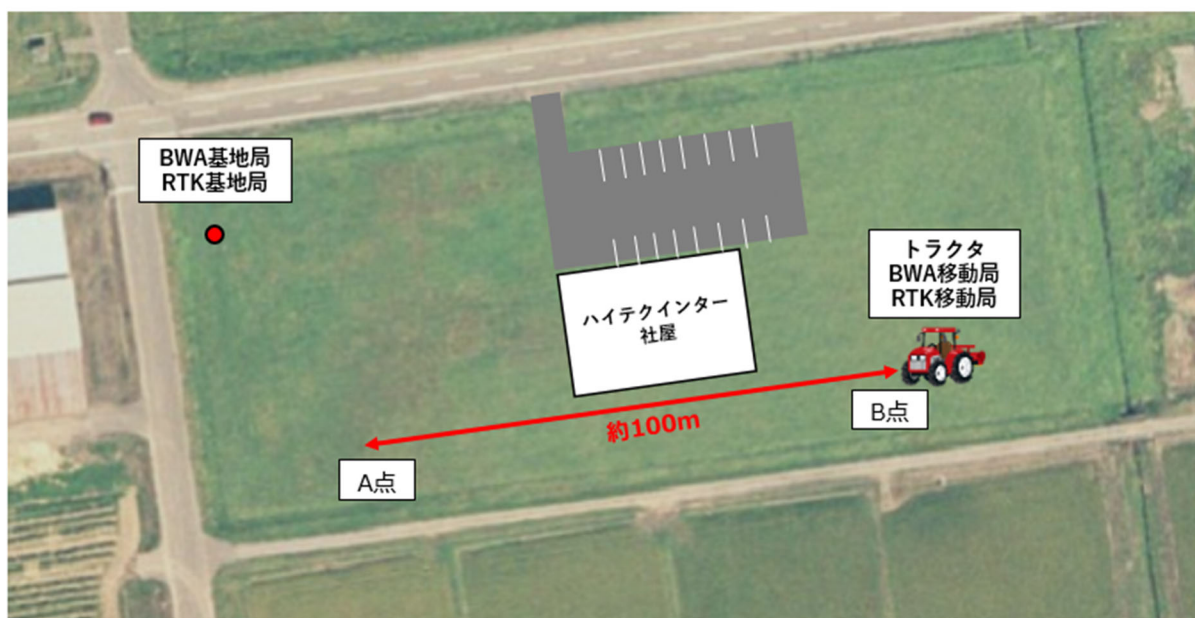 BWA基地局
RTK基地局
トラクタ
BWA移動局
RTK移動局
ハイテクインター
社屋
約100m
B点
A点